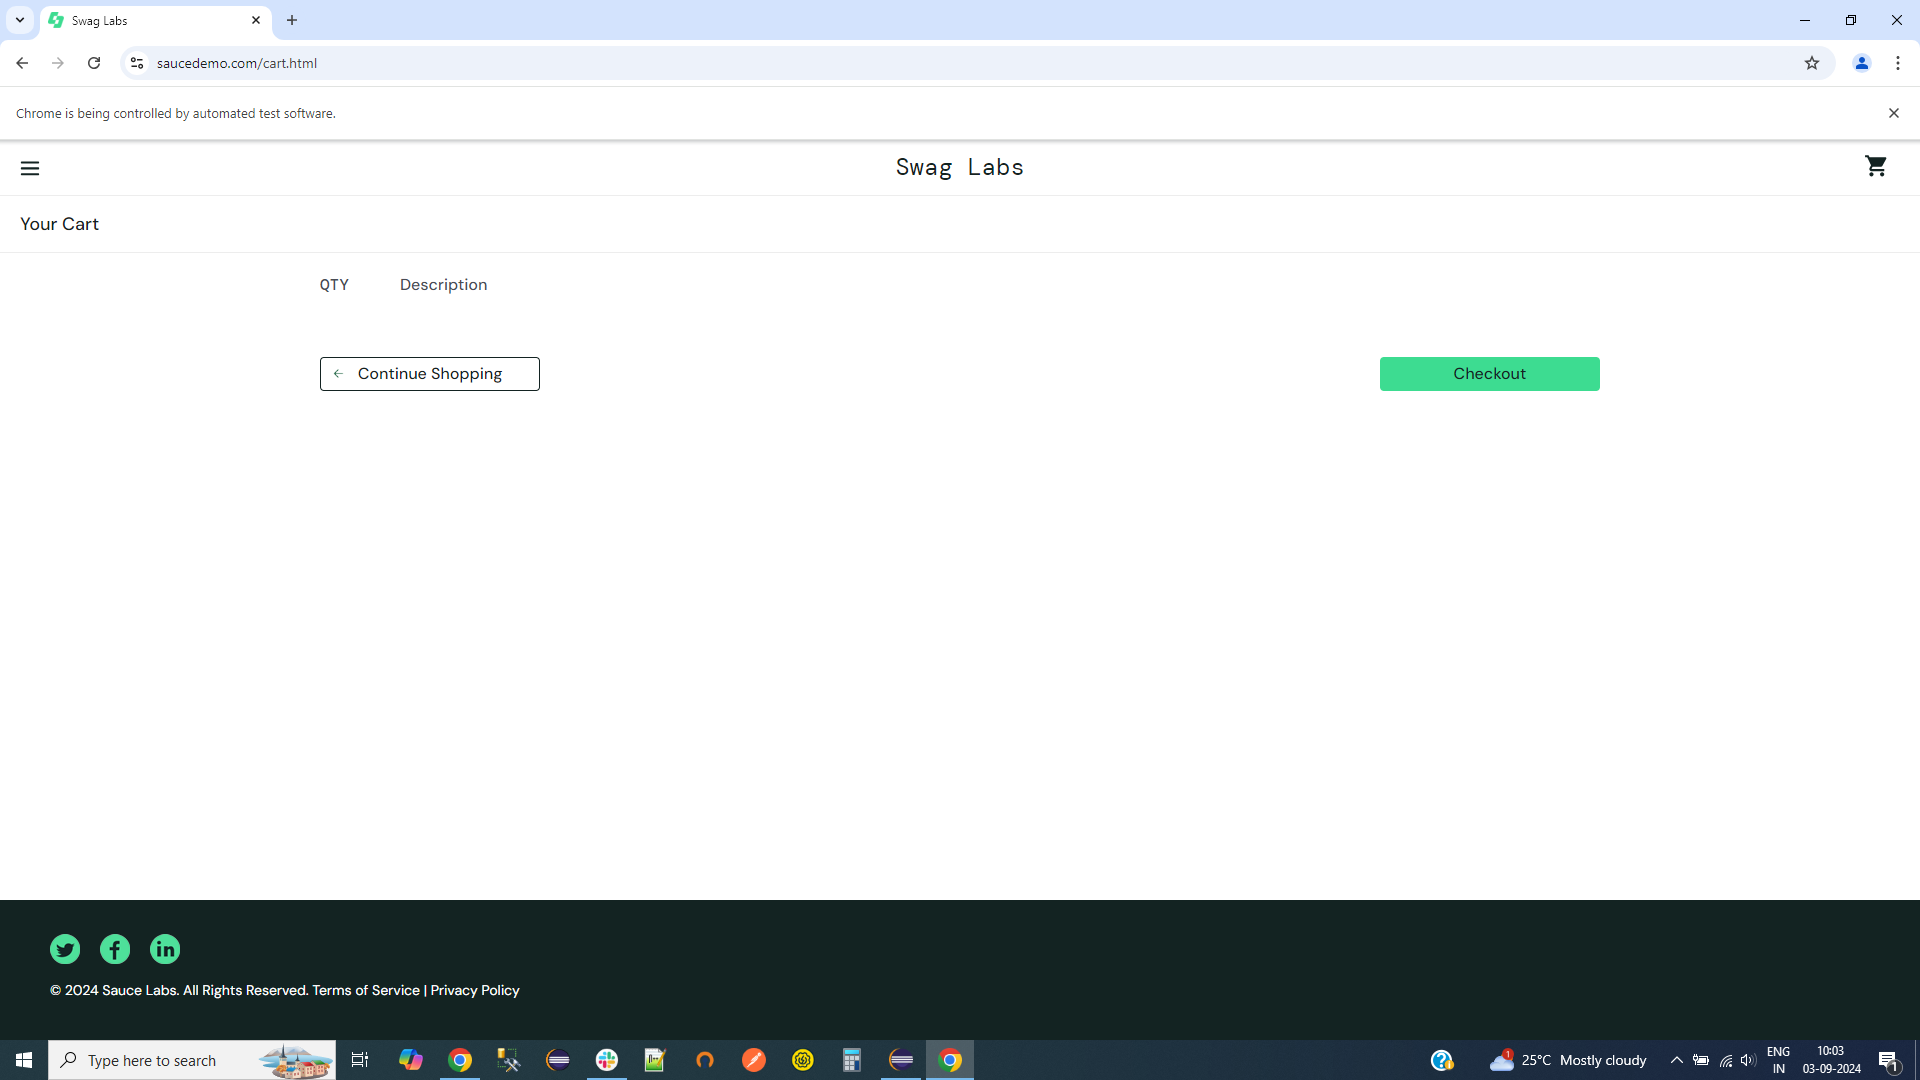 Swag Labs
saucedemo.com/cart.html
Chrome is being controlled by automated test software.
Swag Labs
Your Cart
QTY Description
Continue Shopping
Checkout
© 2024 Sauce Labs. All Rights Reserved. Terms of Service | Privacy Policy
Type here to search
1
25°C Mostly cloudy
ENG
IN
10:03
03-09-2024
1